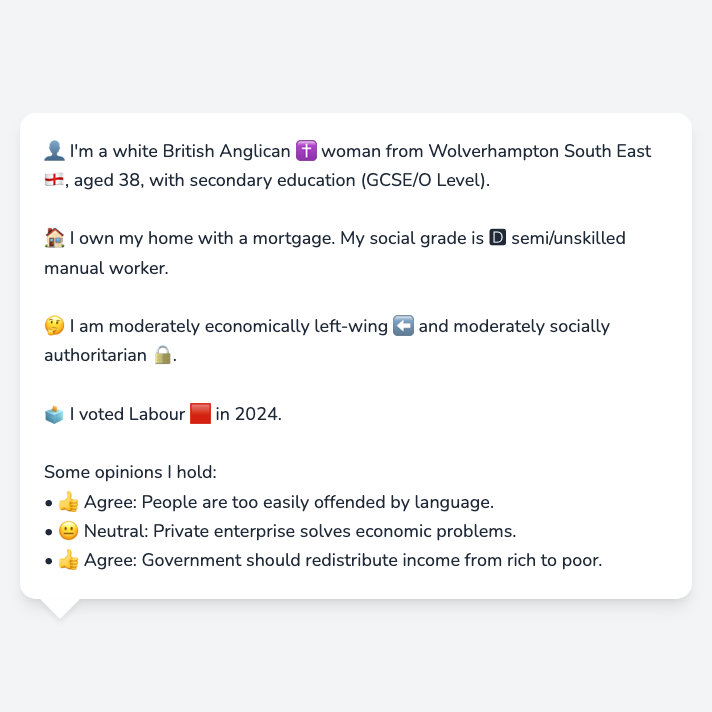 👤 I'm a white British Anglican ✝️ woman from Wolverhampton South East
🏴󠁧󠁢󠁥󠁮󠁧󠁿, aged 38, with secondary education (GCSE/O Level).
🏠 I own my home with a mortgage. My social grade is 🅳 semi/unskilled
manual worker.
🤔 I am moderately economically left-wing ⬅️ and moderately socially
authoritarian 🔒.
🗳️ I voted Labour 🟥 in 2024.
Some opinions I hold:
• 👍 Agree: People are too easily offended by language.
• 😐 Neutral: Private enterprise solves economic problems.
• 👍 Agree: Government should redistribute income from rich to poor.